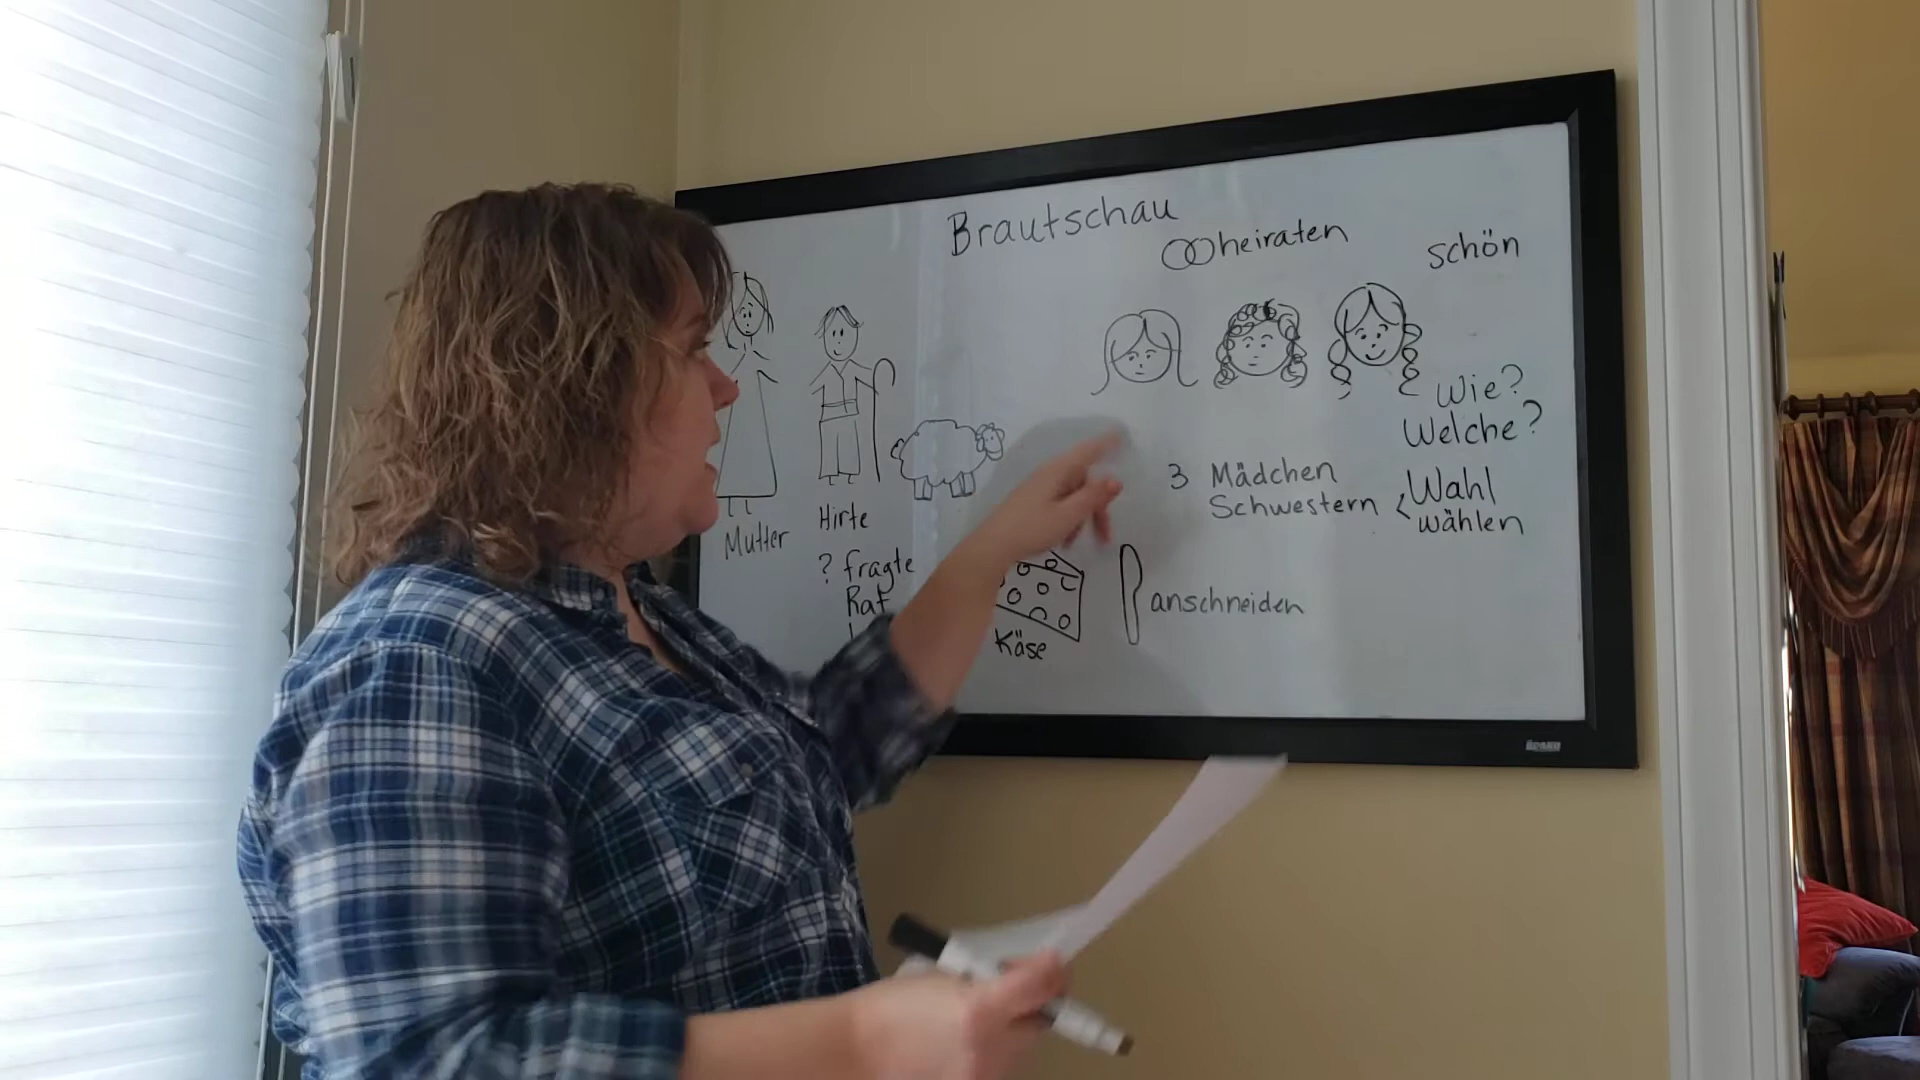 Brautschau
heiraten
schön
Wie?
Welche?
3 Mädchen
Schwestern
Wahl
wählen
Mutter
Hirte
? fragte
Rat
Käse
anschneiden